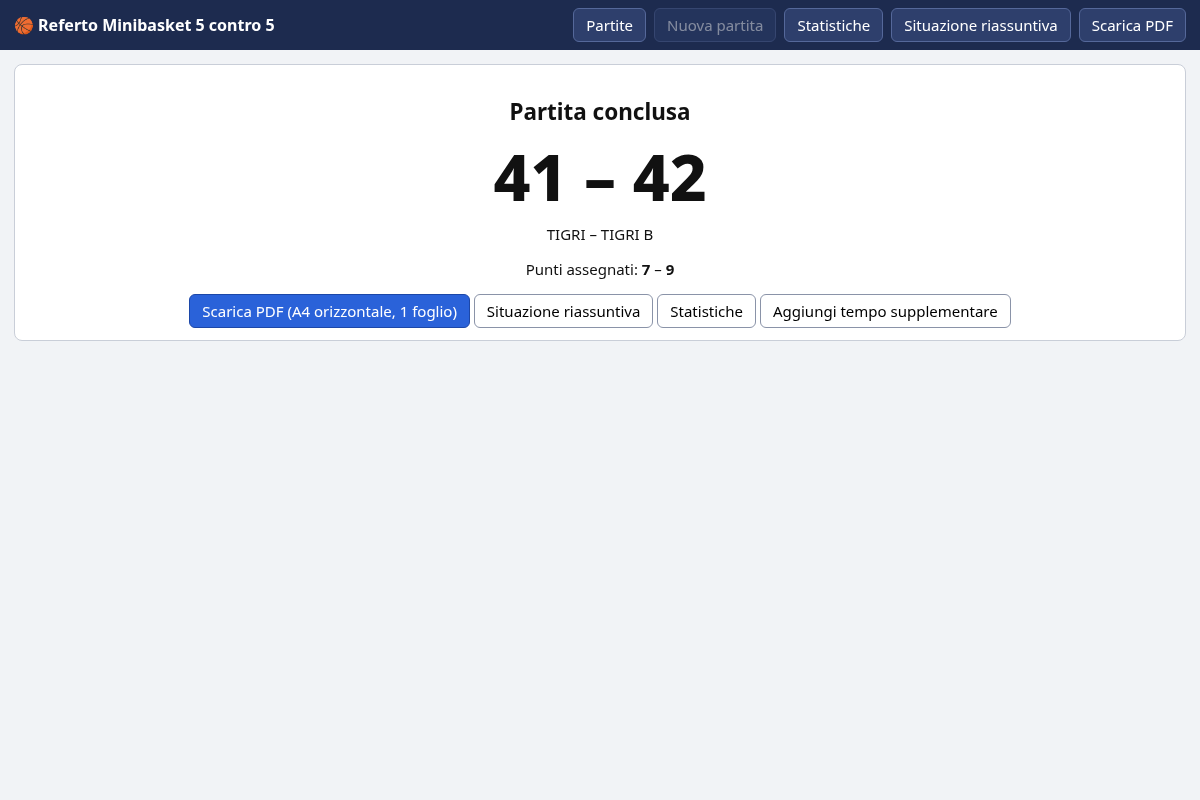 Referto Minibasket 5 contro 5
Partite
Nuova partita
Statistiche
Situazione riassuntiva
Scarica PDF
Partita conclusa
41 – 42
TIGRI – TIGRI B
Punti assegnati: 7 – 9
Scarica PDF (A4 orizzontale, 1 foglio)
Situazione riassuntiva
Statistiche
Aggiungi tempo supplementare